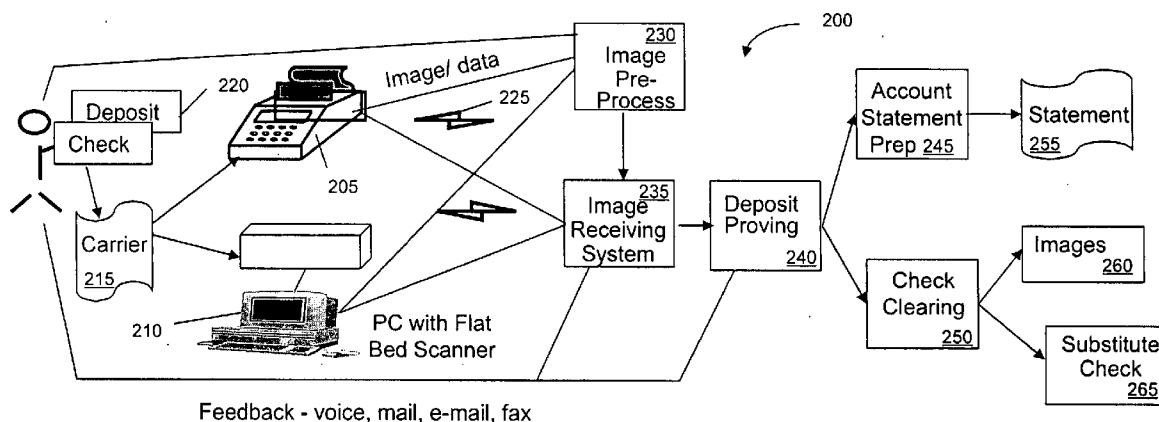 200
230
Image
Pre-
Process
Image/ data
220
Deposit
Check
225
205
Carrier
215
210
PC with Flat
Bed Scanner
235
Image
Receiving
System
Deposit
Proving
240
Account
Statement
Prep 245
Statement
255
Check
Clearing
250
Images
260
Substitute
Check
265
Feedback - voice, mail, e-mail, fax